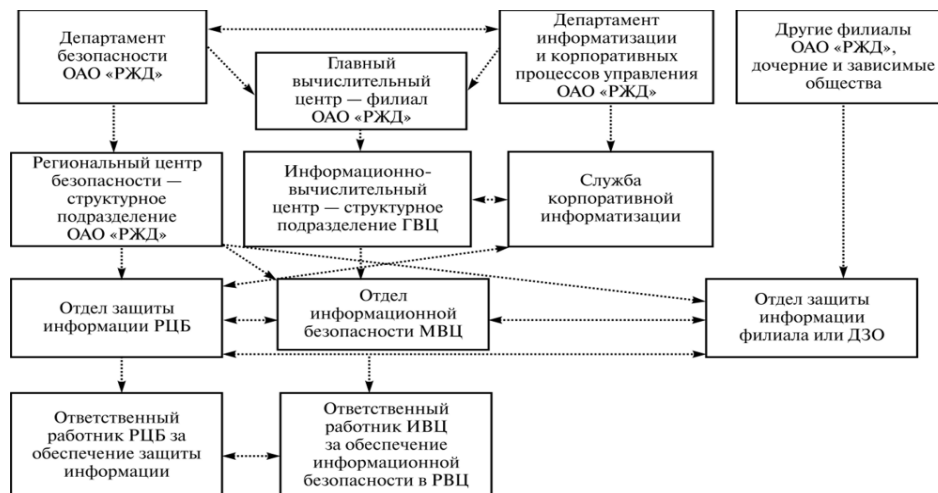 Департамент
безопасности
ОАО «РЖД»
Главный
вычислительный
центр — филиал
ОАО «РЖД»
Департамент
информатизации
и корпоративных
процессов управления
ОАО «РЖД»
Другие филиалы
ОАО «РЖД»,
дочерние и зависимые
общества
Региональный центр
безопасности —
структурное
подразделение
ОАО «РЖД»
Информационно-
вычислительный
центр — структурное
подразделение ГВЦ
Служба
корпоративной
информатизации
Отдел защиты
информации РЦБ
Отдел
информационной
безопасности МВЦ
Отдел защиты
информации
филиала или ДЗО
Ответственный
работник РЦБ за
обеспечение защиты
информации
Ответственный
работник ИВЦ
за обеспечение
информационной
безопасности в РВЦ